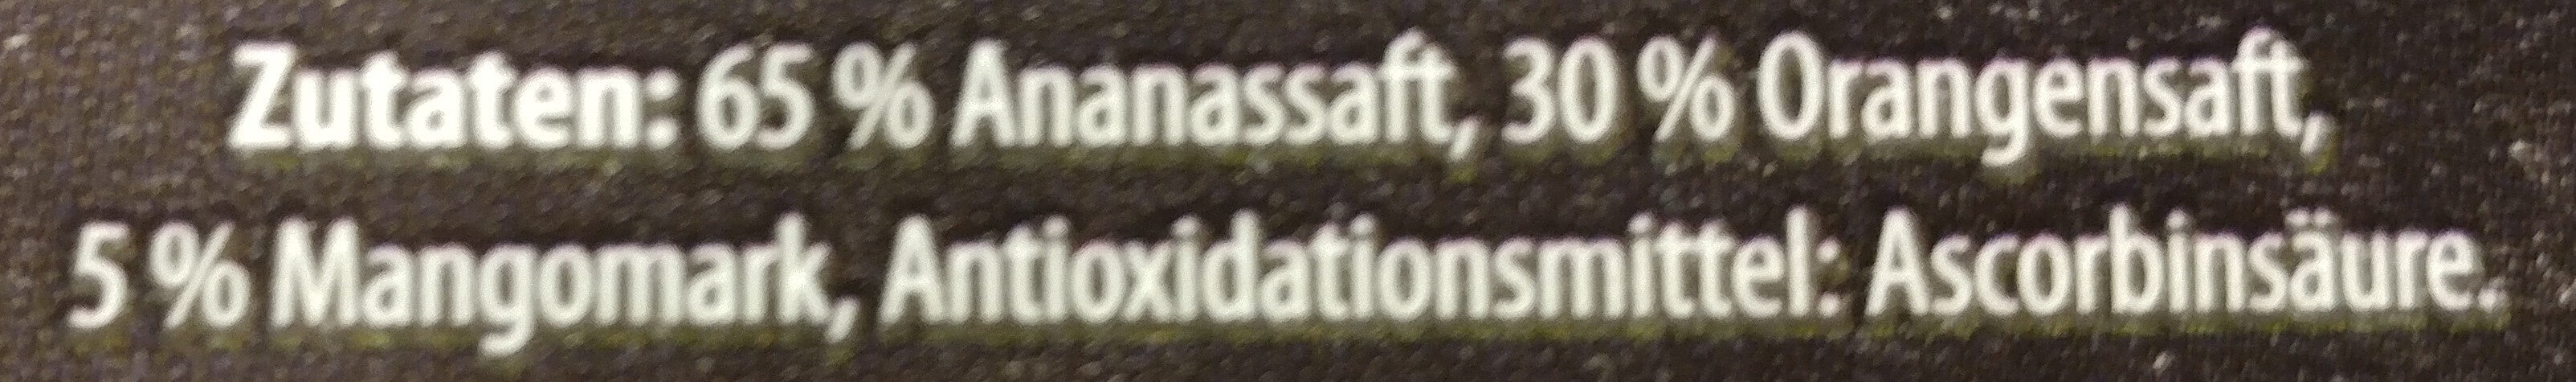 Zutaten: 65 % Ananassaft, 30 % Orangensaft,
5 % Mangomark, Antioxidationsmittel: Ascorbinsäure.